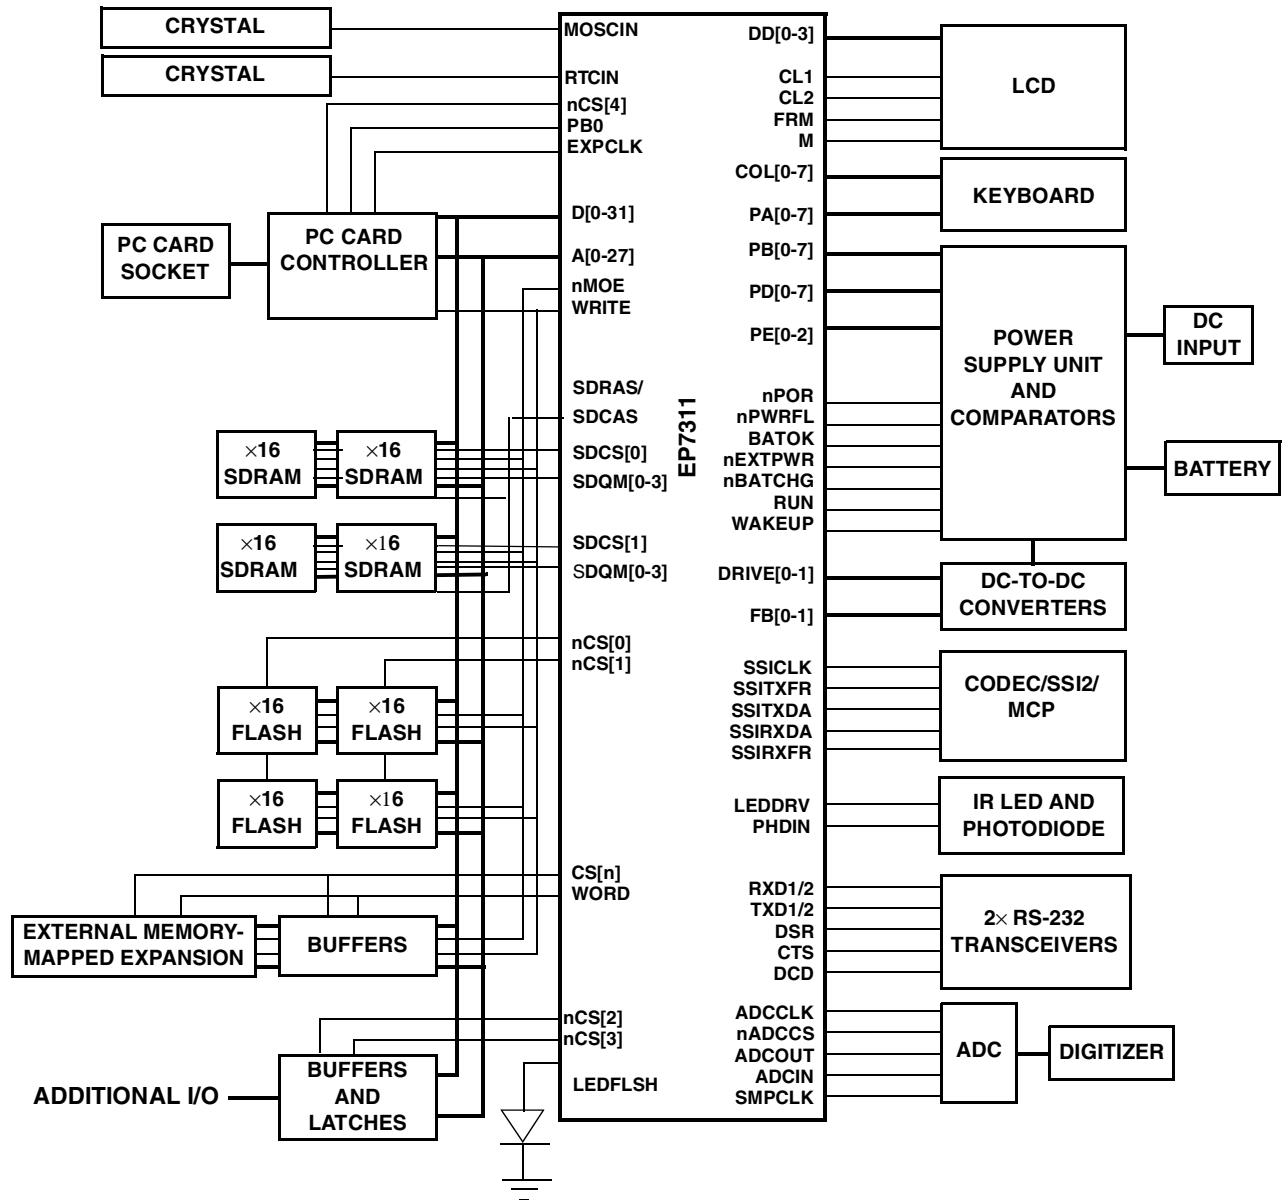 CRYSTAL
CRYSTAL
PC CARD
SOCKET
PC CARD
CONTROLLER
×16
SDRAM
×16
SDRAM
×16
SDRAM
×16
SDRAM
×16
FLASH
×16
FLASH
×16
FLASH
×16
FLASH
EXTERNAL MEMORY-
MAPPED EXPANSION
BUFFERS
ADDITIONAL I/O
BUFFERS
AND
LATCHES
MOSCIN
RTCIN
nCS[4]
PB0
EXPCLK
D[0-31]
A[0-27]
nMOE
WRITE
SDRAS/
SDCAS
SDCS[0]
SDQM[0-3]
SDCS[1]
SDQM[0-3]
nCS[0]
nCS[1]
CS[n]
WORD
nCS[2]
nCS[3]
LEDFLSH
EP7311
DD[0-3]
CL1
CL2
FRM
M
COL[0-7]
PA[0-7]
PB[0-7]
PD[0-7]
PE[0-2]
nPOR
nPWRFL
BATOK
nEXTPWR
nBATCHG
RUN
WAKEUP
DRIVE[0-1]
FB[0-1]
SSICLK
SSITXFR
SSITXDA
SSIRXDA
SSIRXFR
LEDDRV
PHDIN
RXD1/2
TXD1/2
DSR
CTS
DCD
ADCCLK
nADCCS
ADCOUT
ADCIN
SMPCLK
LCD
KEYBOARD
POWER
SUPPLY UNIT
AND
COMPARATORS
DC
INPUT
BATTERY
DC-TO-DC
CONVERTERS
CODEC/SSI2/
MCP
IR LED AND
PHOTODIODE
2× RS-232
TRANSCEIVERS
ADC
DIGITIZER